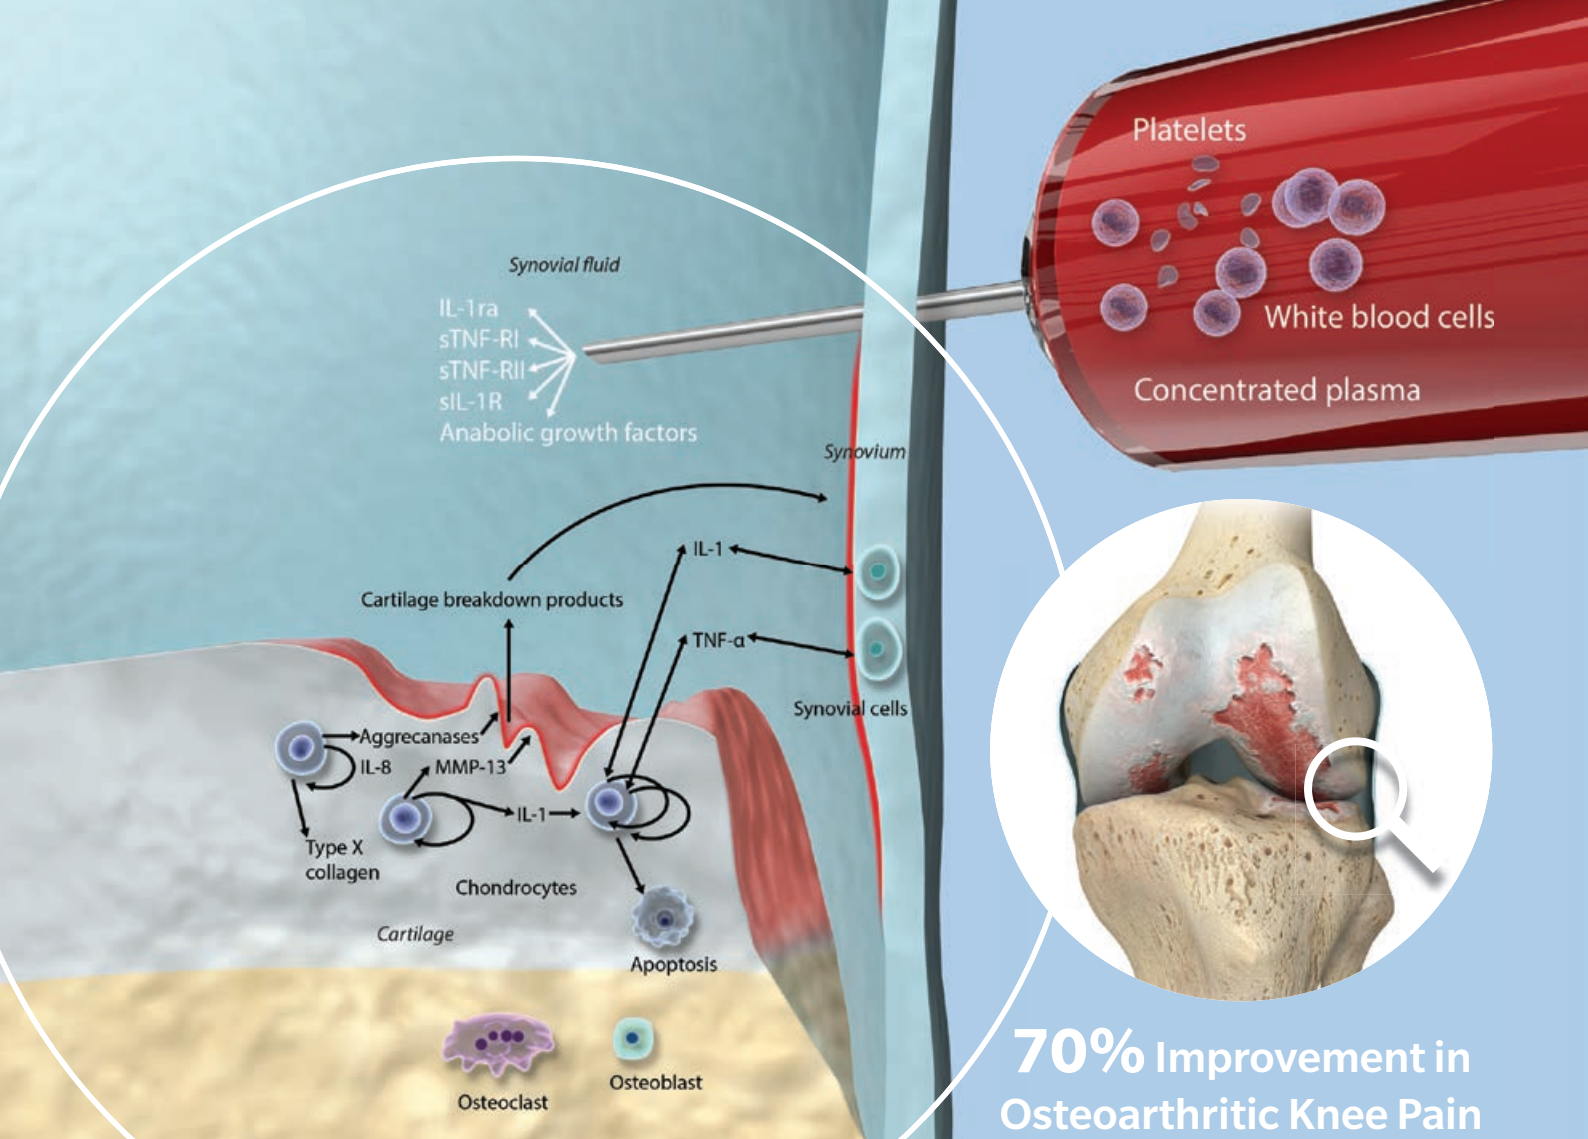 Platelets
White blood cells
Concentrated plasma
Synovial fluid
IL-1ra
sTNF-RI
sTNF-RII
sIL-1R
Anabolic growth factors
Synovium
IL-1
Cartilage breakdown products
TNF-α
Synovial cells
Aggrecanases
IL-8
MMP-13
IL-1
Type X
collagen
Chondrocytes
Cartilage
Apoptosis
Osteoclast
Osteoblast
70% Improvement in
Osteoarthritic Knee Pain